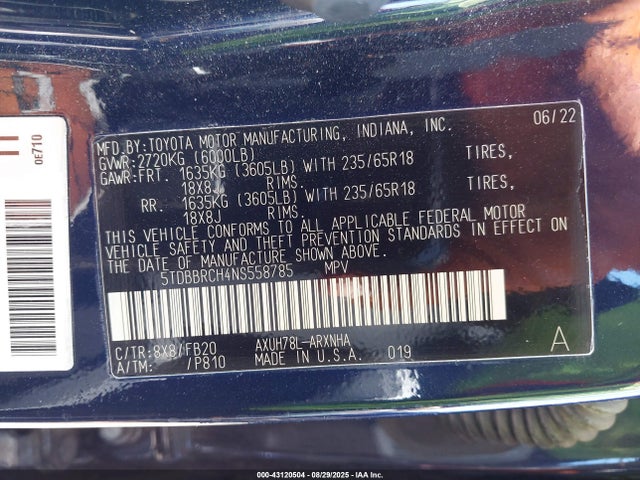 MFD.BY:TOYOTA MOTOR MANUFACTURING, INDIANA, INC. 06/22
GVWR:2720KG (6000LB)
GAWR:FRT. 1635KG (3605LB) WITH 235/65R18 TIRES,
18X8J RIMS.
RR. 1635KG (3605LB) WITH 235/65R18 TIRES,
18X8J RIMS.
THIS VEHICLE CONFORMS TO ALL APPLICABLE FEDERAL MOTOR
VEHICLE SAFETY AND THEFT PREVENTION STANDARDS IN EFFECT ON
THE DATE OF MANUFACTURE SHOWN ABOVE.
5TDBBRCH4NS558785 MPV
C/TR:8X8/FB20 AXUH78L-ARXNHA
A/TM: /P810 MADE IN U.S.A. 019 A
0E710
000-43120504 - 08/29/2025 - IAA Inc.